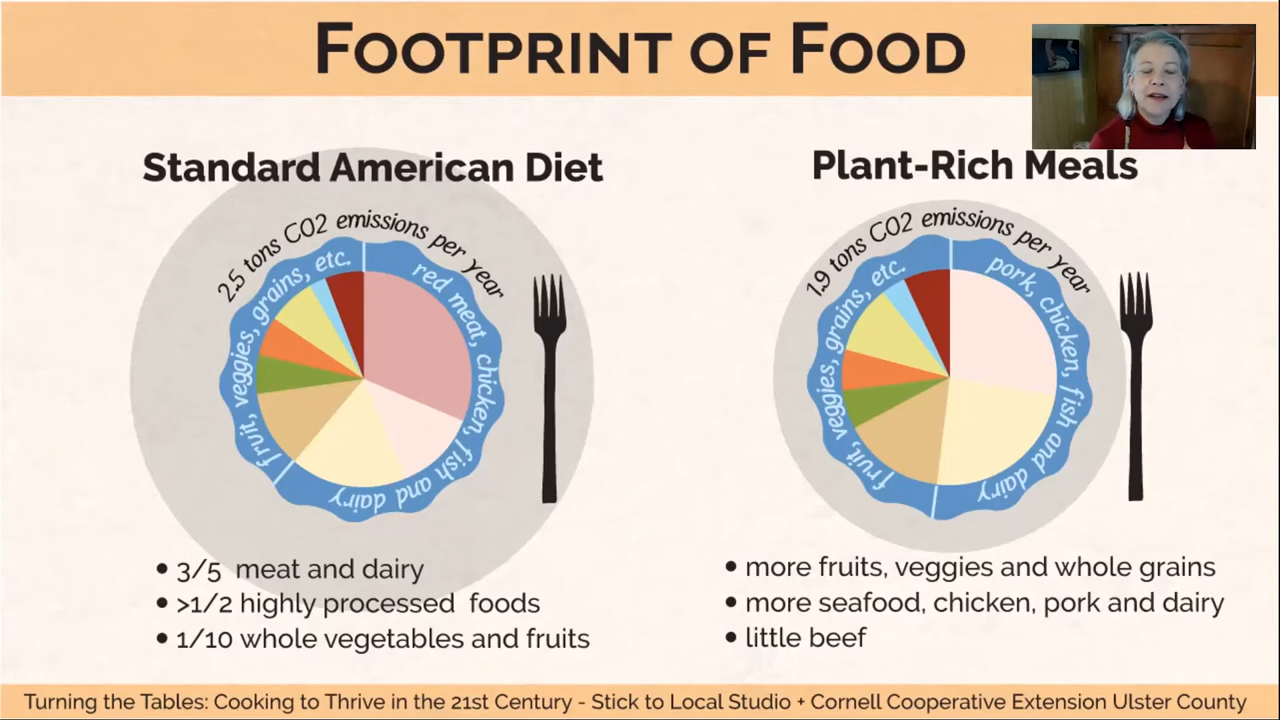 FOOTPRINT OF FOOD
Standard American Diet
2.5 tons CO2 emissions per year
fruit, veggies, grains, etc.
red meat, chicken, fish and dairy
• 3/5 meat and dairy
• >1/2 highly processed foods
• 1/10 whole vegetables and fruits
Plant-Rich Meals
1.9 tons CO2 emissions per year
fruit, veggies, grains, etc.
pork, chicken, fish and dairy
• more fruits, veggies and whole grains
• more seafood, chicken, pork and dairy
• little beef
Turning the Tables: Cooking to Thrive in the 21st Century - Stick to Local Studio + Cornell Cooperative Extension Ulster County